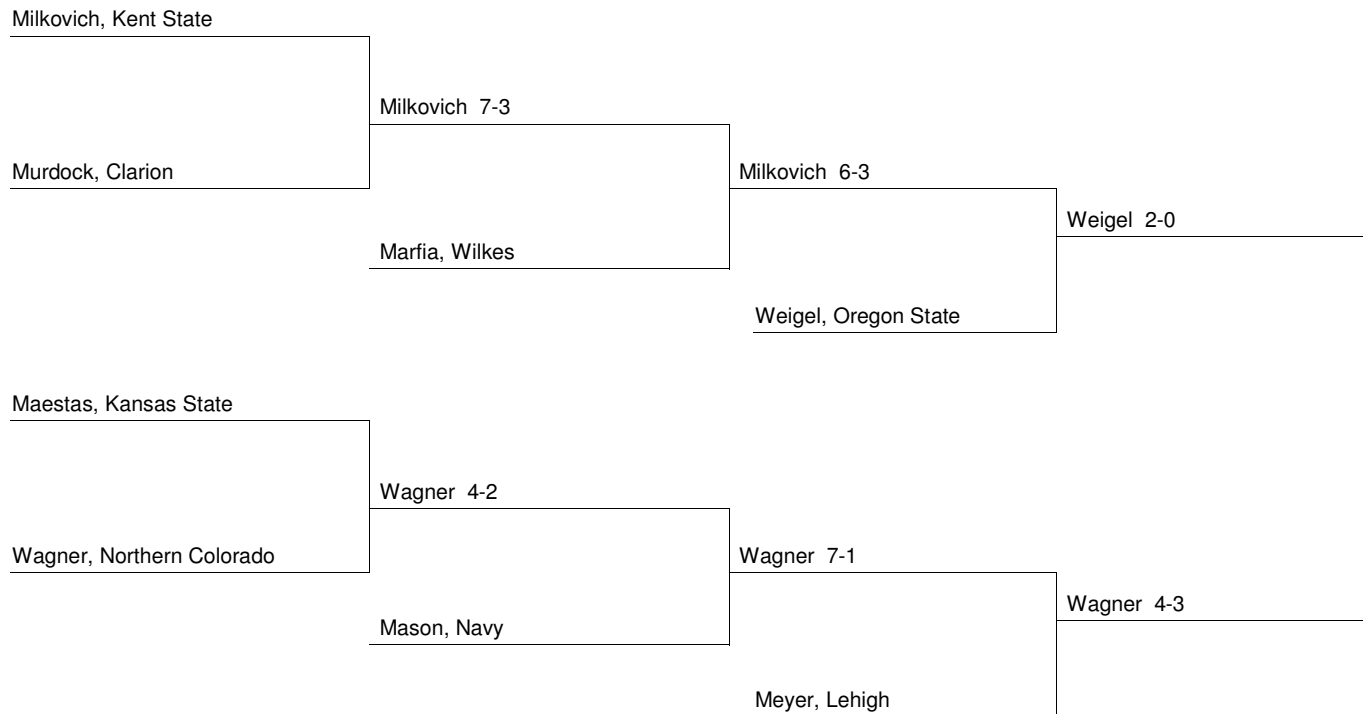 Milkovich, Kent State
Milkovich  7-3
Murdock, Clarion
Milkovich  6-3
Weigel  2-0
Marfia, Wilkes
Weigel, Oregon State
Maestas, Kansas State
Wagner  4-2
Wagner, Northern Colorado
Wagner  7-1
Wagner  4-3
Mason, Navy
Meyer, Lehigh